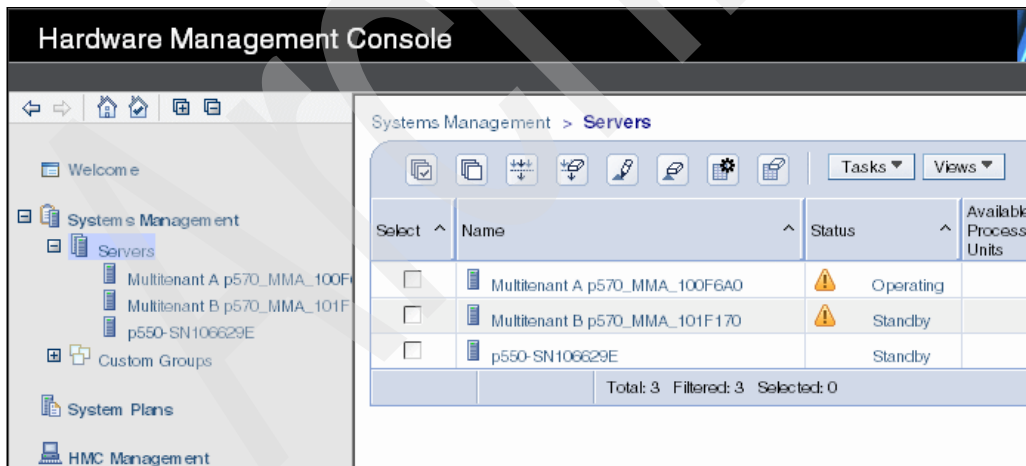 Hardware Management Console
Systems Management > Servers
Welcome
Tasks Views
Systems Management
Servers
Multitenant A p570_MMA_100F6
Multitenant B p570_MMA_101F
p550-SN106629E
Custom Groups
System Plans
HMC Management
Select ^ Name ^ Status ^ Available
Process
Units
Multitenant A p570_MMA_100F6A0 Operating
Multitenant B p570_MMA_101F170 Standby
p550-SN106629E Standby
Total: 3 Filtered: 3 Selected: 0